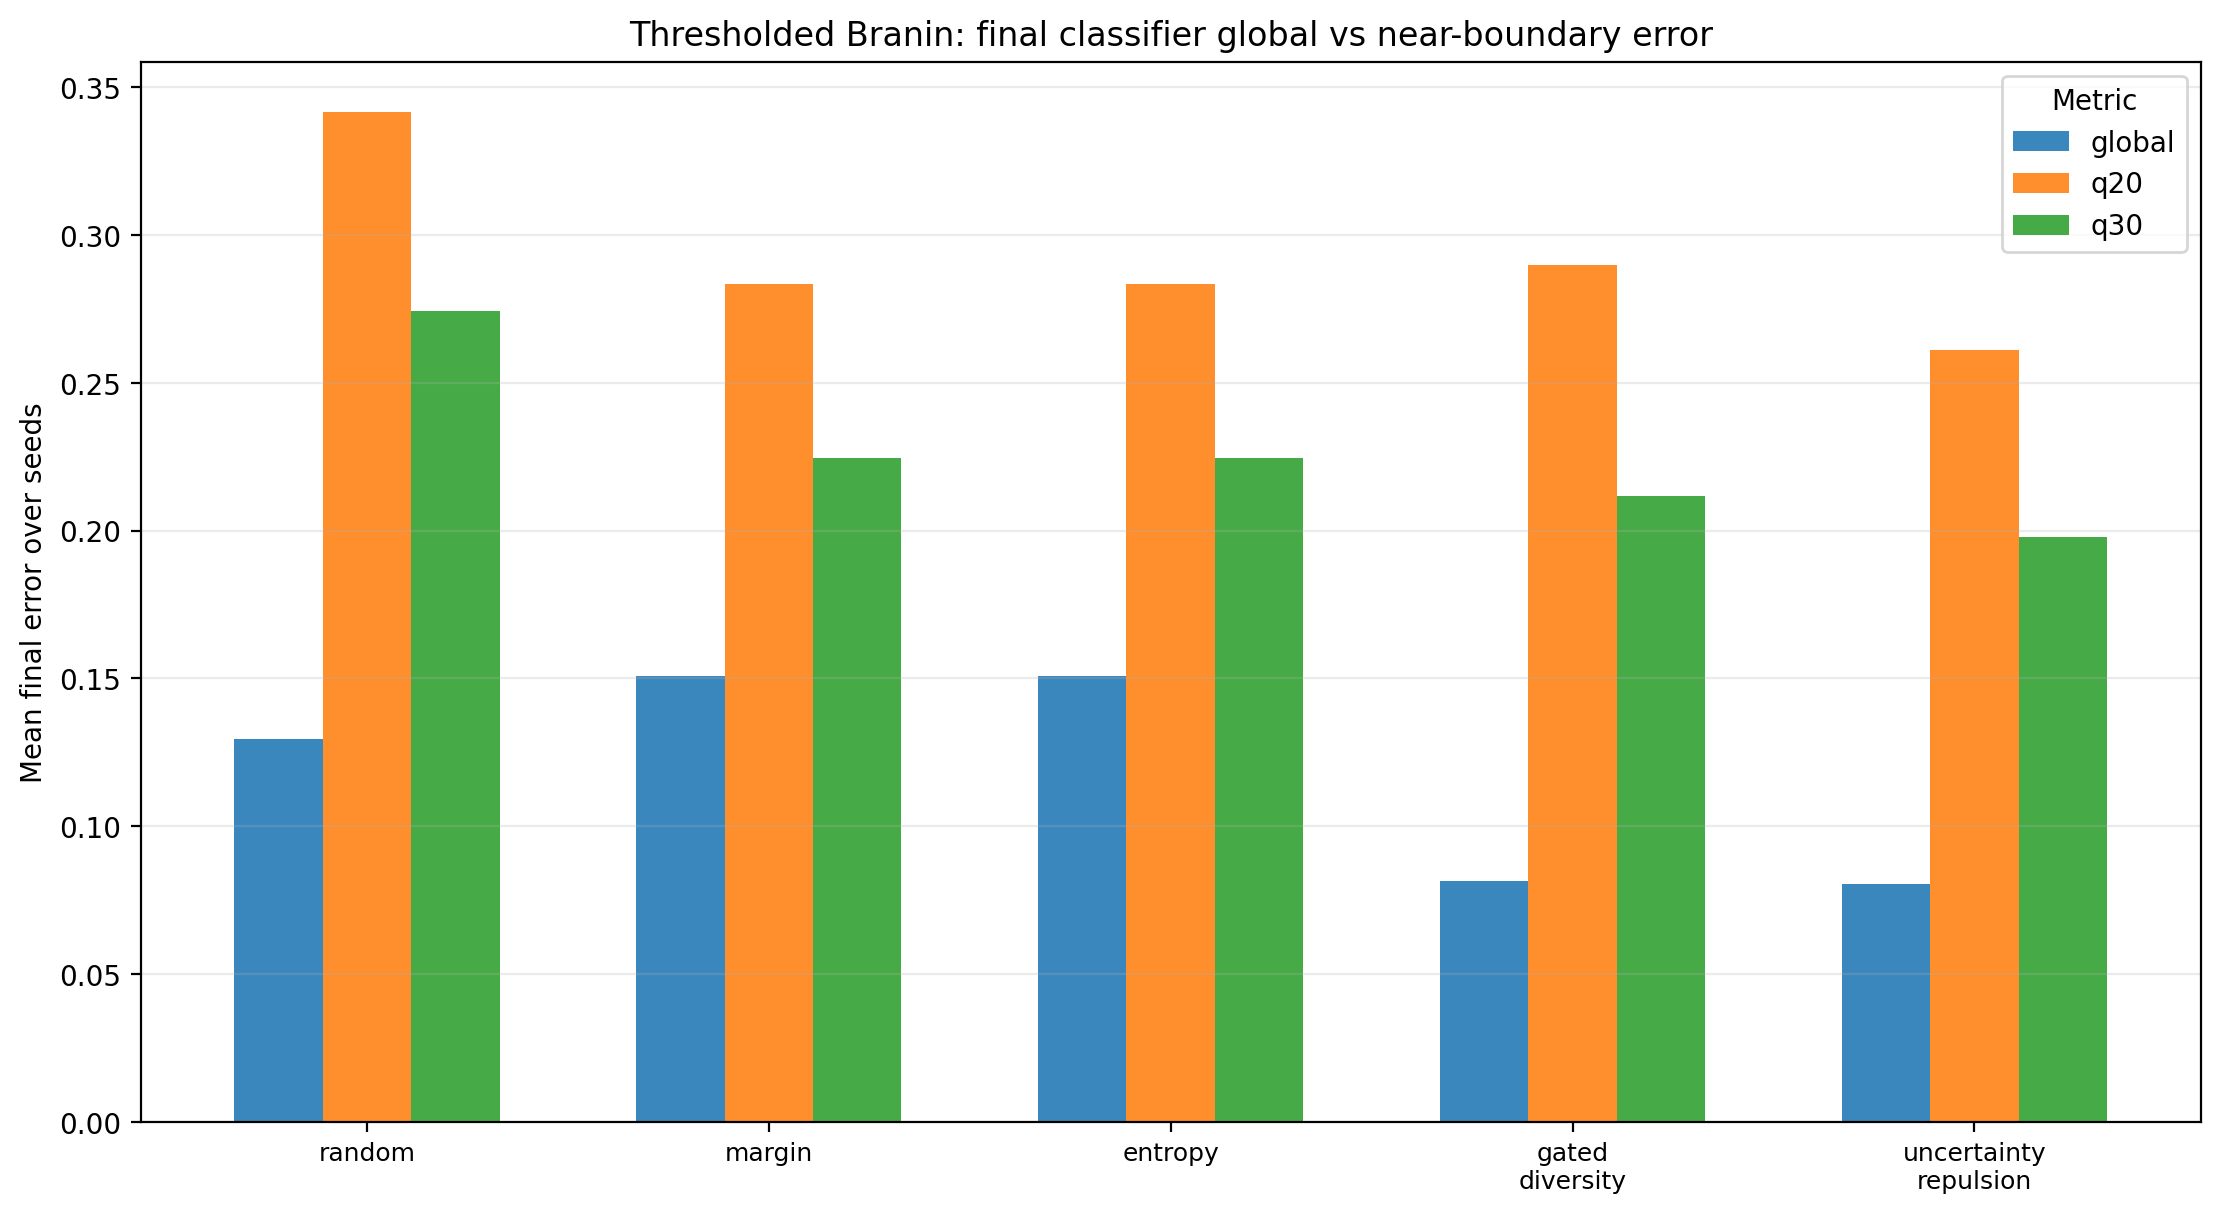 Thresholded Branin: final classifier global vs near-boundary error
Mean final error over seeds
0.35
0.30
0.25
0.20
0.15
0.10
0.05
0.00
Metric
global
q20
q30
random
margin
entropy
gated
diversity
uncertainty
repulsion